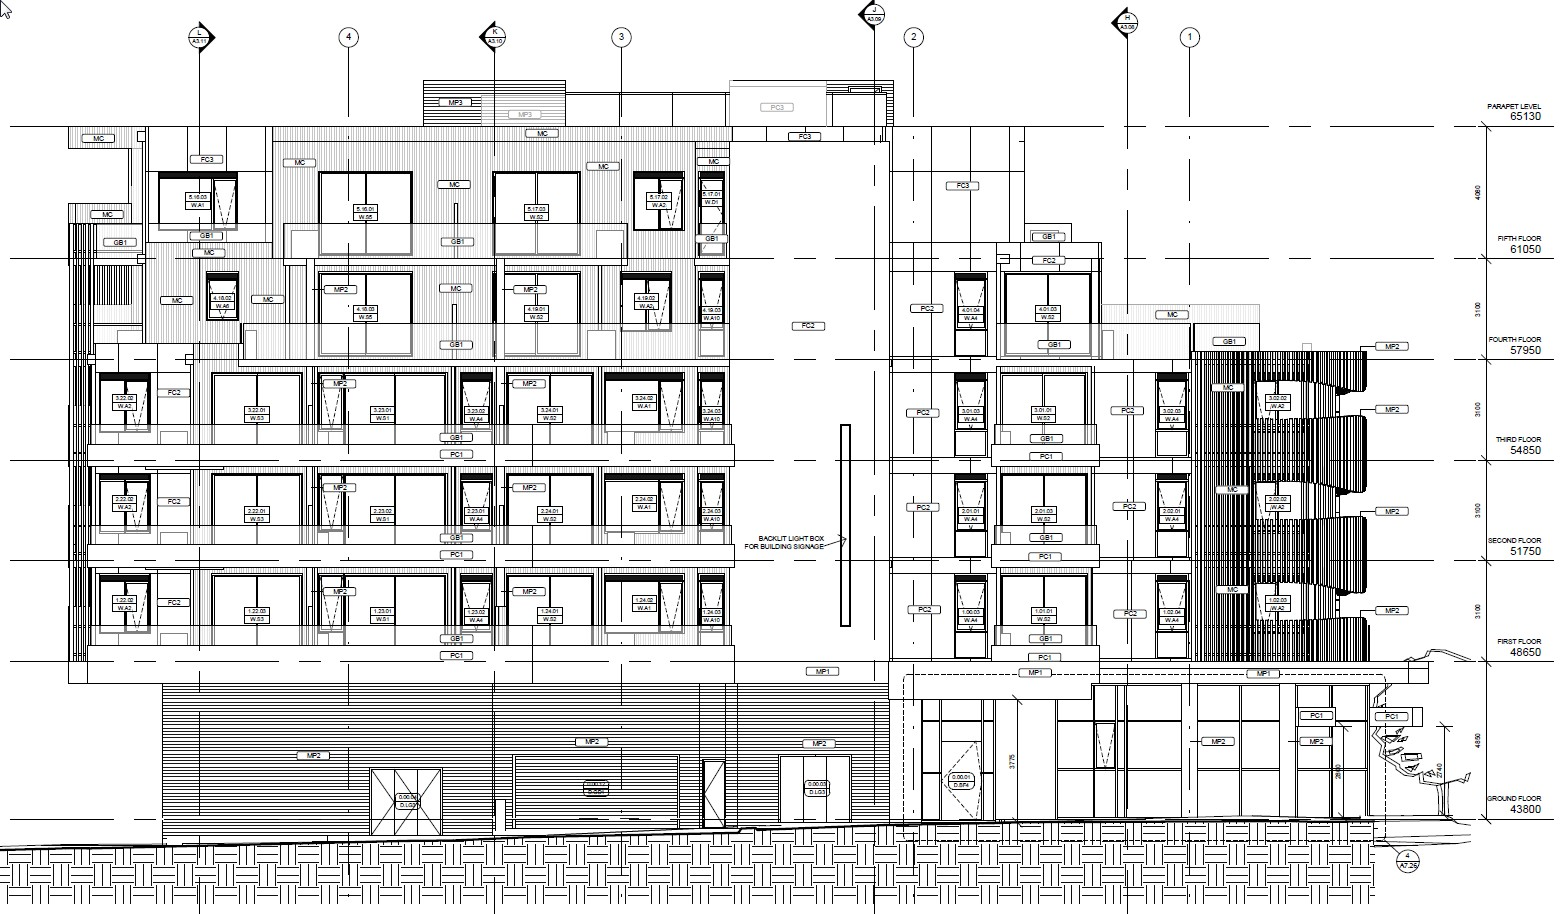 L
A3.11
4
K
A3.10
3
J
A3.09
2
H
A3.08
1
MP3
MP3
PC3
PARAPET LEVEL
65130
MC
MC
FC3
FC3
MC
MC
MC
MC
FC3
4080
5.16.03
W.A1
5.16.01
W.S5
5.17.03
W.S2
5.17.02
W.A2
5.17.01
W.D1
MC
GB1
GB1
GB1
GB1
GB1
FIFTH FLOOR
61050
MC
FC2
MC
MC
MP2
MC
MP2
4.18.02
W.A6
4.18.03
W.S5
4.19.01
W.S2
4.19.02
W.A2
4.19.03
W.A10
FC2
PC2
4.01.04
W.A4
4.01.03
W.S2
MC
3100
GB1
GB1
GB1
FOURTH FLOOR
57950
MP2
FC2
MP2
MP2
MC
3.22.02
W.A2
3.22.01
W.S3
3.23.01
W.S1
3.23.02
W.A4
3.24.01
W.S2
3.24.02
W.A1
3.24.03
W.A10
PC2
3.01.03
W.A4
3.01.01
W.S2
PC2
3.02.03
W.A4
3.02.02
W.A2
MP2
3100
GB1
GB1
PC1
PC1
THIRD FLOOR
54850
FC2
MP2
MP2
MC
2.22.02
W.A2
2.22.01
W.S3
2.23.02
W.S1
2.23.01
W.A4
2.24.01
W.S2
2.24.02
W.A1
2.24.03
W.A10
PC2
2.01.01
W.A4
2.01.03
W.S2
PC2
2.02.01
W.A4
2.02.02
W.A2
MP2
3100
GB1
GB1
BACKLIT LIGHT BOX
FOR BUILDING SIGNAGE
PC1
PC1
SECOND FLOOR
51750
FC2
MP2
MP2
MC
1.22.02
W.A2
1.22.03
W.S3
1.23.01
W.S1
1.23.02
W.A4
1.24.01
W.S2
1.24.02
W.A1
1.24.03
W.A10
PC2
1.00.03
W.A4
1.01.01
W.S2
PC2
1.02.04
W.A4
1.02.03
W.A2
MP2
3100
GB1
GB1
PC1
PC1
FIRST FLOOR
48650
MP1
MP1
MP1
PC1
PC1
MP2
MP2
MP2
MP2
MP2
4850
3775
2740
0.00.03
D.LG3
0.00.01
D.SF4
GROUND FLOOR
43800
4
A7.26